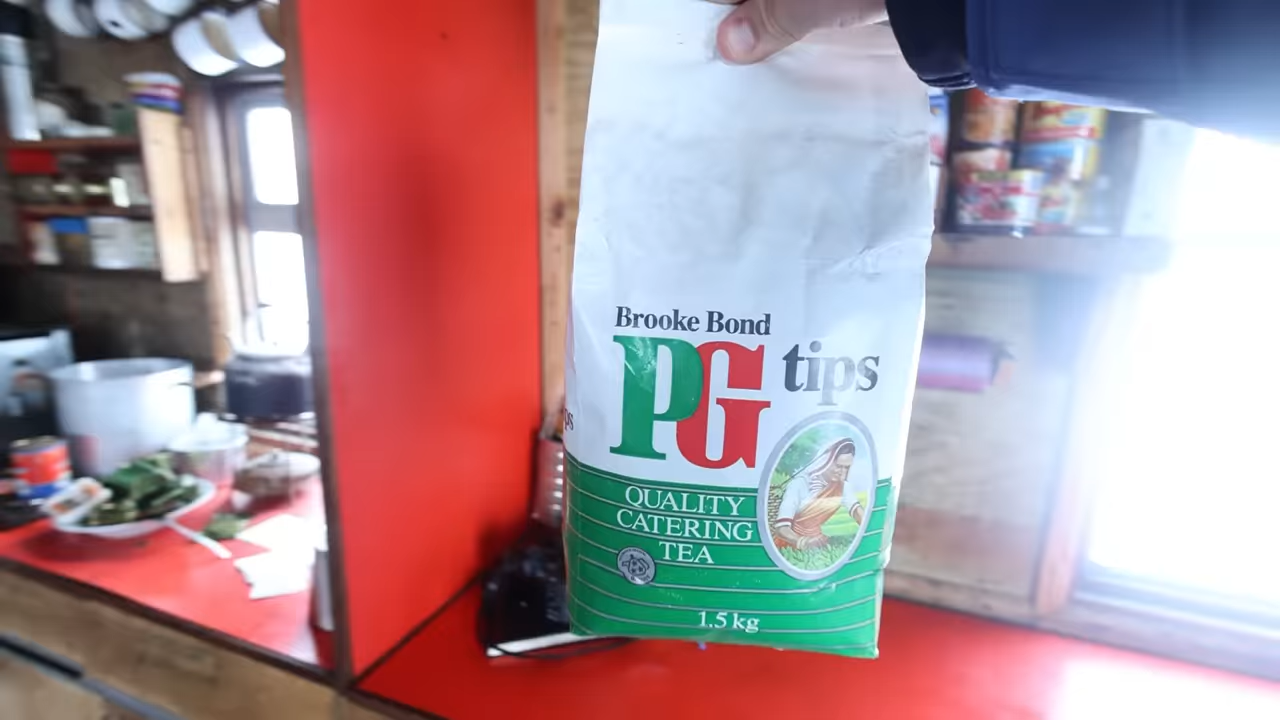 Brooke Bond
PG tips
QUALITY
CATERING
TEA
1.5 kg